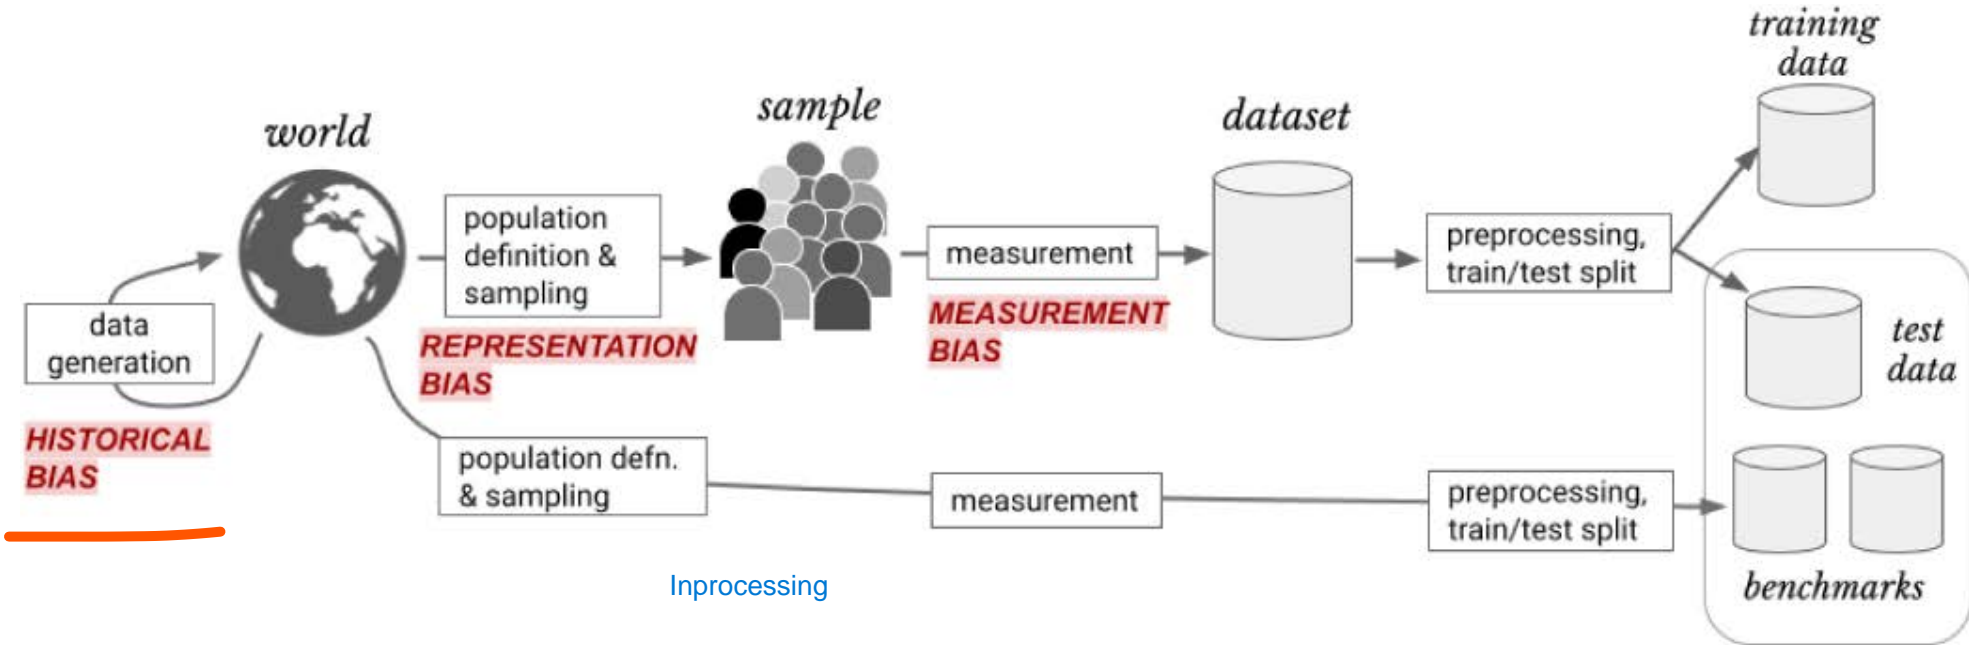 training
data
world
sample
dataset
population
definition &
sampling
measurement
preprocessing,
train/test split
data
generation
REPRESENTATION
BIAS
MEASUREMENT
BIAS
test
data
HISTORICAL
BIAS
population defn.
& sampling
measurement
preprocessing,
train/test split
benchmarks
Inprocessing